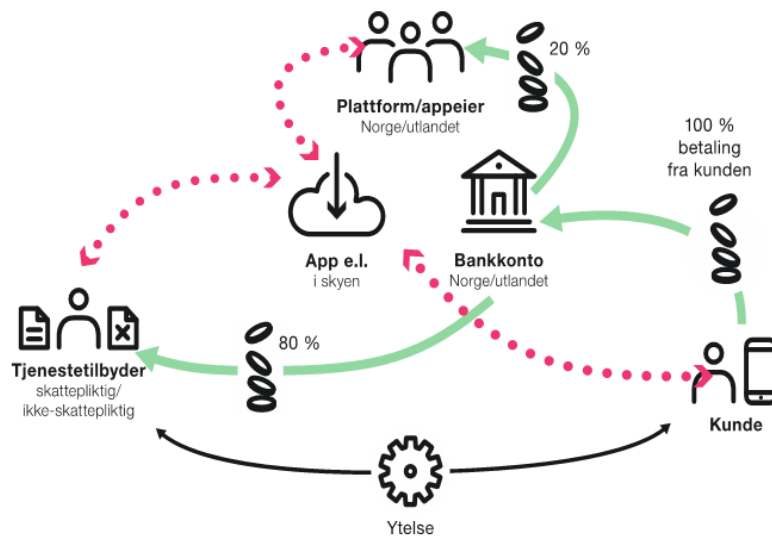 20 %
Plattform/appeier
Norge/utlandet
100 %
betaling
fra kunden
App e.l.
i skyen
Bankkonto
Norge/utlandet
80 %
Tjenestetilbyder
skattepliktig/
ikke-skattepliktig
Kunde
Ytelse